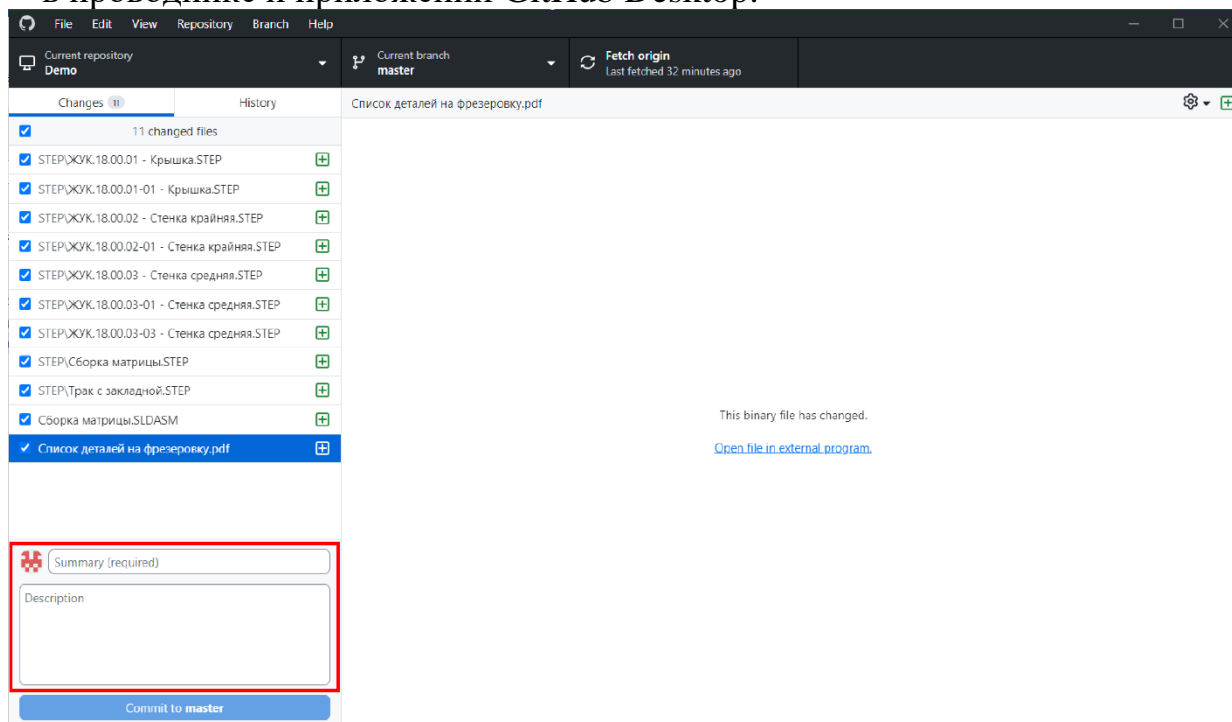 в проводнике и приложении GitHub Desktop.
File Edit View Repository Branch Help
Current repository
Demo
Current branch
master
Fetch origin
Last fetched 32 minutes ago
Changes 11
History
Список деталей на фрезеровку.pdf
11 changed files
STEP\ЖУК.18.00.01 - Крышка.STEP
STEP\ЖУК.18.00.01-01 - Крышка.STEP
STEP\ЖУК.18.00.02 - Стенка крайняя.STEP
STEP\ЖУК.18.00.02-01 - Стенка крайняя.STEP
STEP\ЖУК.18.00.03 - Стенка средняя.STEP
STEP\ЖУК.18.00.03-01 - Стенка средняя.STEP
STEP\ЖУК.18.00.03-03 - Стенка средняя.STEP
STEP\Сборка матрицы.STEP
STEP\Трак с закладной.STEP
Сборка матрицы.SLDASM
Список деталей на фрезеровку.pdf
This binary file has changed.
Open file in external program.
Summary (required)
Description
Commit to master